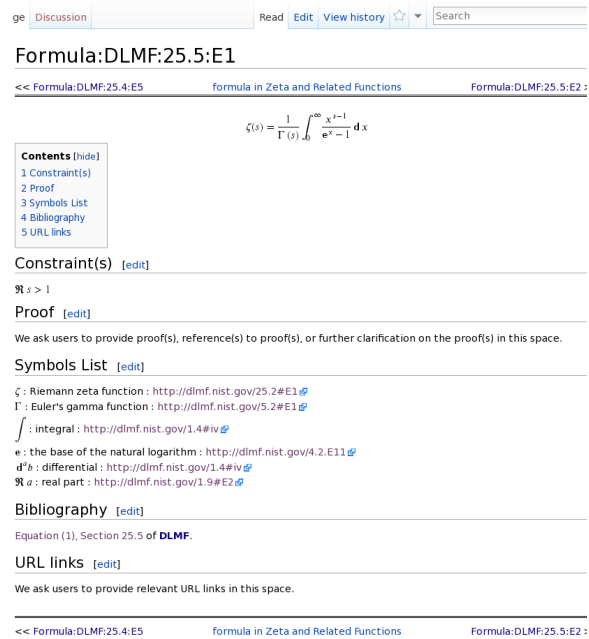 ge Discussion Read Edit View history Search
Formula:DLMF:25.5:E1
<< Formula:DLMF:25.4:E5 formula in Zeta and Related Functions Formula:DLMF:25.5:E2 >
ζ(s) = 1/Γ(s) ∫₀^∞ x^(s−1)/(e^x − 1) d x
Contents [hide]
1 Constraint(s)
2 Proof
3 Symbols List
4 Bibliography
5 URL links
Constraint(s) [edit]
ℜ s > 1
Proof [edit]
We ask users to provide proof(s), reference(s) to proof(s), or further clarification on the proof(s) in this space.
Symbols List [edit]
ζ : Riemann zeta function : http://dlmf.nist.gov/25.2#E1
Γ : Euler's gamma function : http://dlmf.nist.gov/5.2#E1
∫ : integral : http://dlmf.nist.gov/1.4#iv
e : the base of the natural logarithm : http://dlmf.nist.gov/4.2.E11
dᵃb : differential : http://dlmf.nist.gov/1.4#iv
ℜ a : real part : http://dlmf.nist.gov/1.9#E2
Bibliography [edit]
Equation (1), Section 25.5 of DLMF.
URL links [edit]
We ask users to provide relevant URL links in this space.
<< Formula:DLMF:25.4:E5 formula in Zeta and Related Functions Formula:DLMF:25.5:E2 >